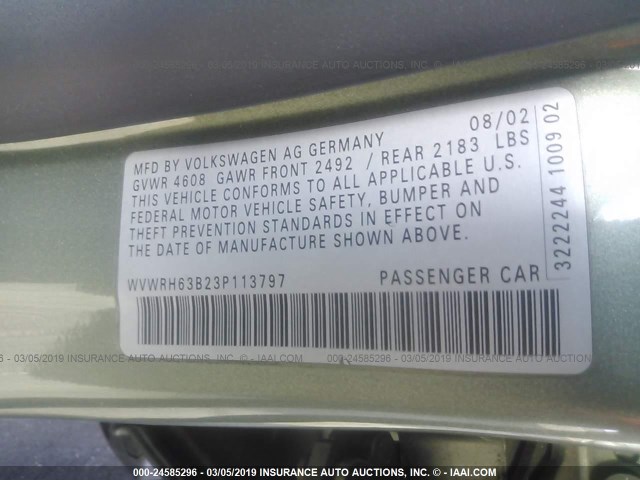 08/02
MFD BY VOLKSWAGEN AG GERMANY
GVWR 4608 GAWR FRONT 2492 / REAR 2183 LBS
THIS VEHICLE CONFORMS TO ALL APPLICABLE U.S.
FEDERAL MOTOR VEHICLE SAFETY, BUMPER AND
THEFT PREVENTION STANDARDS IN EFFECT ON
THE DATE OF MANUFACTURE SHOWN ABOVE.
WVWRH63B23P113797 PASSENGER CAR
32222244 1009 02
000-24585296 - 03/05/2019 INSURANCE AUTO AUCTIONS, INC. - © - IAAI.COM